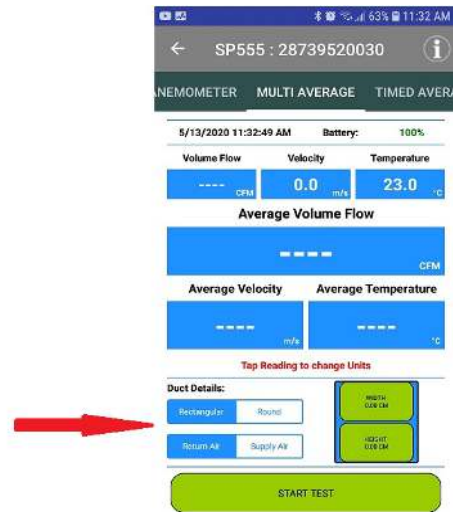 63% 11:32 AM
SP555 : 28739520030
NEMOMETER MULTI AVERAGE TIMED AVERA
5/13/2020 11:32:49 AM Battery: 100%
Volume Flow Velocity Temperature
---- CFM 0.0 m/s 23.0 °C
Average Volume Flow
----
CFM
Average Velocity Average Temperature
---- ----
m/s °C
Tap Reading to change Units
Duct Details:
Rectangular Round
WIDTH
0.00 CM
Return Air Supply Air
HEIGHT
0.00 CM
START TEST